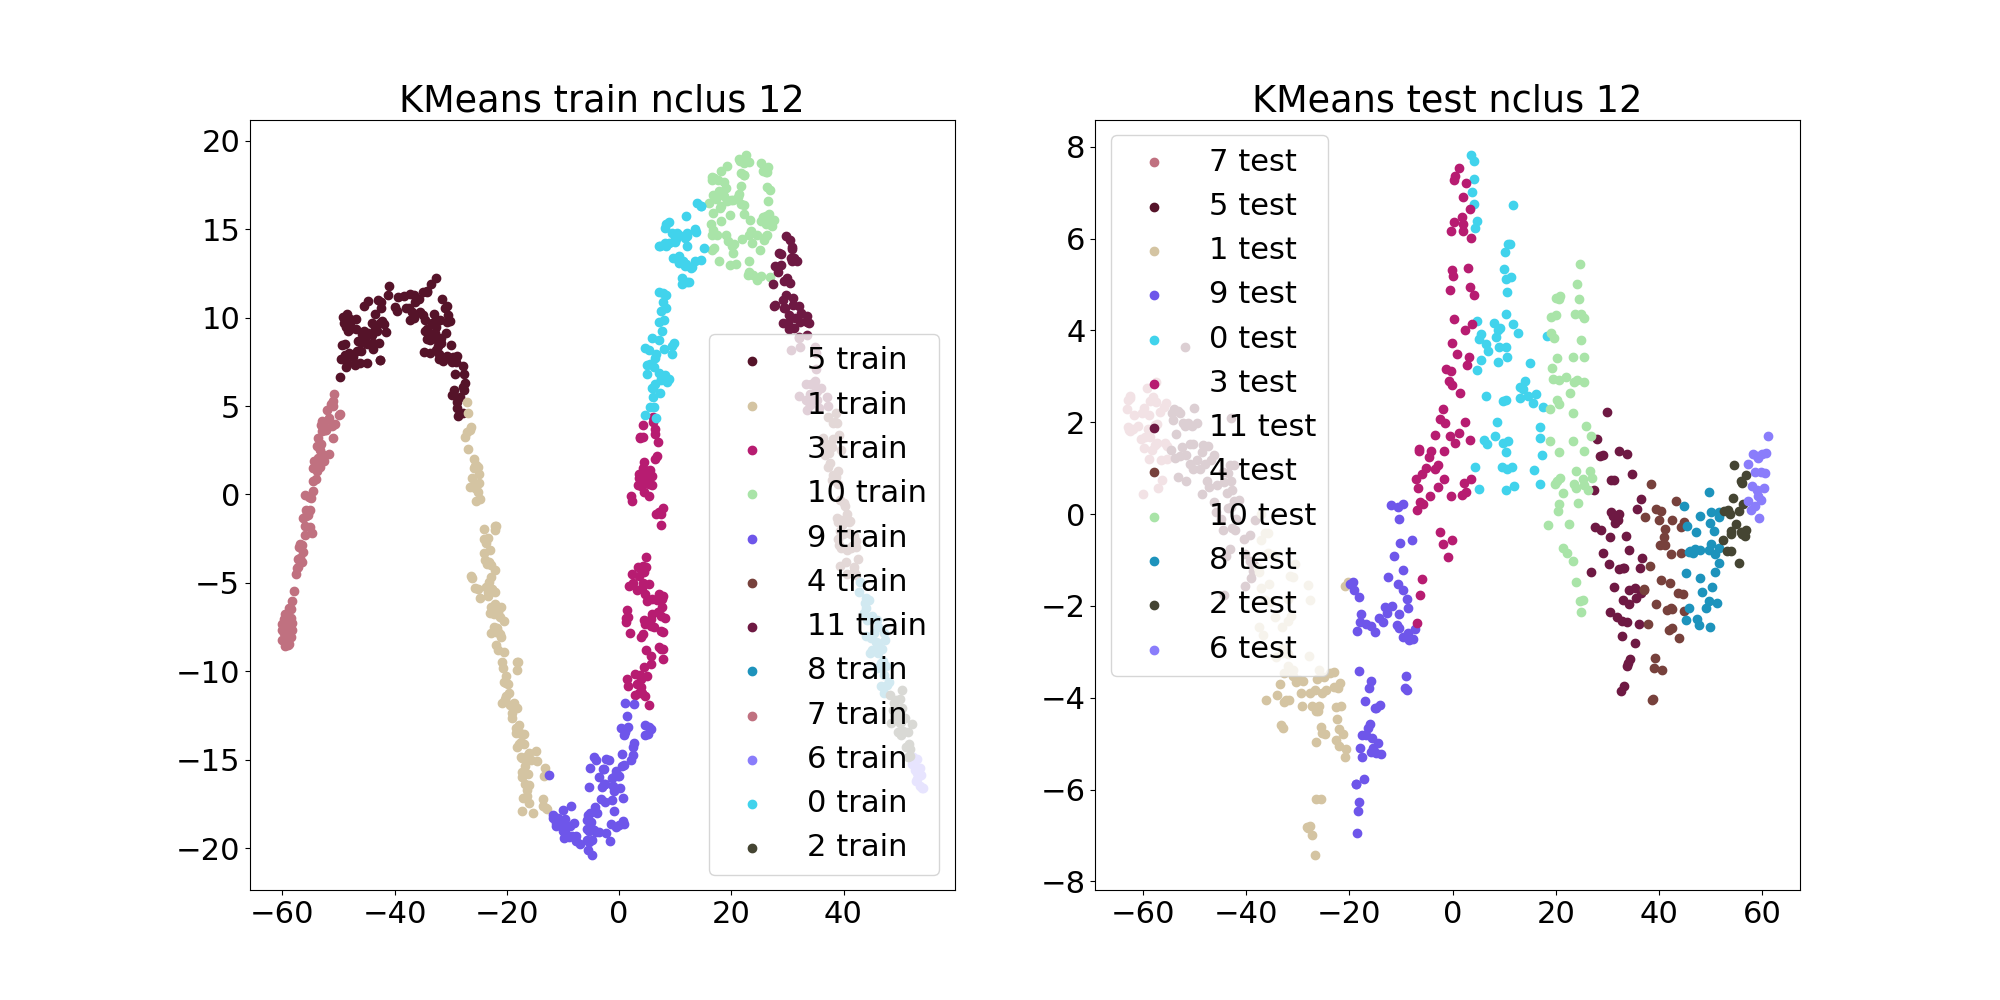 KMeans train nclus 12
20
15
10
5
0
−5
−10
−15
−20
−60 −40 −20 0 20 40
5 train
1 train
3 train
10 train
9 train
4 train
11 train
8 train
7 train
6 train
0 train
2 train
KMeans test nclus 12
8
6
4
2
0
−2
−4
−6
−8
−60 −40 −20 0 20 40 60
7 test
5 test
1 test
9 test
0 test
3 test
11 test
4 test
10 test
8 test
2 test
6 test